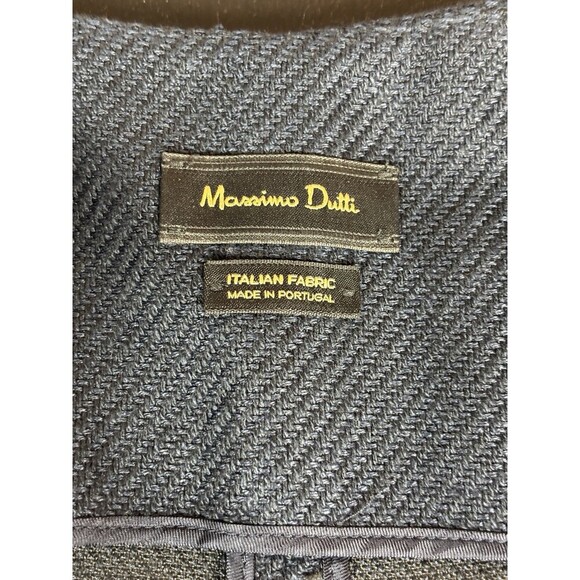 Massimo Dutti
ITALIAN FABRIC
MADE IN PORTUGAL